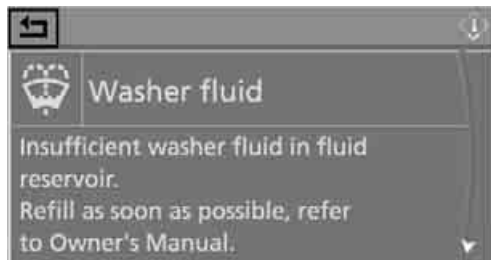 Washer fluid
Insufficient washer fluid in fluid
reservoir.
Refill as soon as possible, refer
to Owner's Manual.